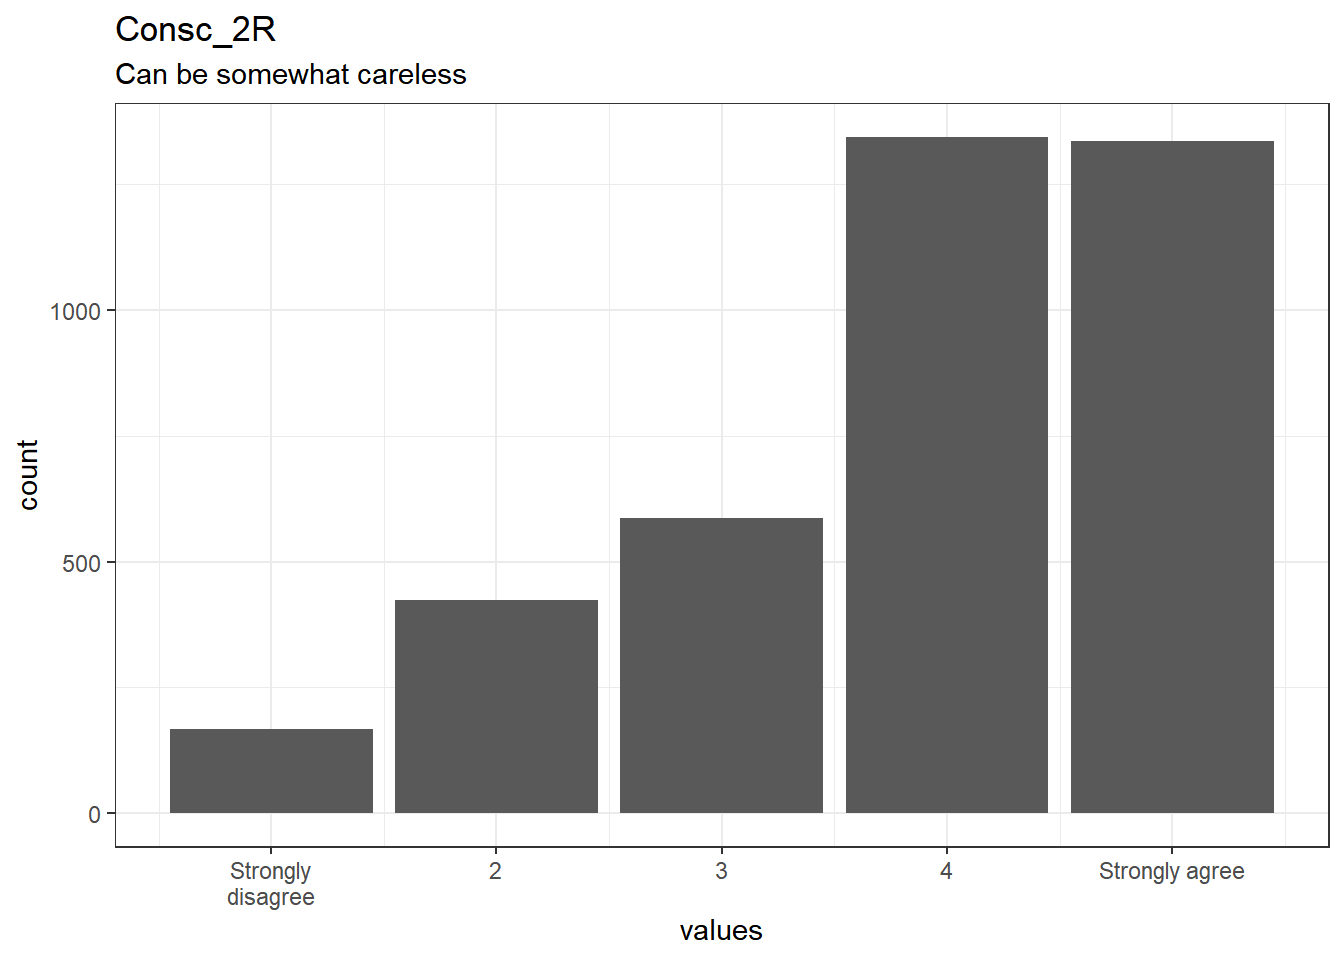 Consc_2R
Can be somewhat careless
count
1000
500
0
Strongly
disagree
2
3
4
Strongly agree
values